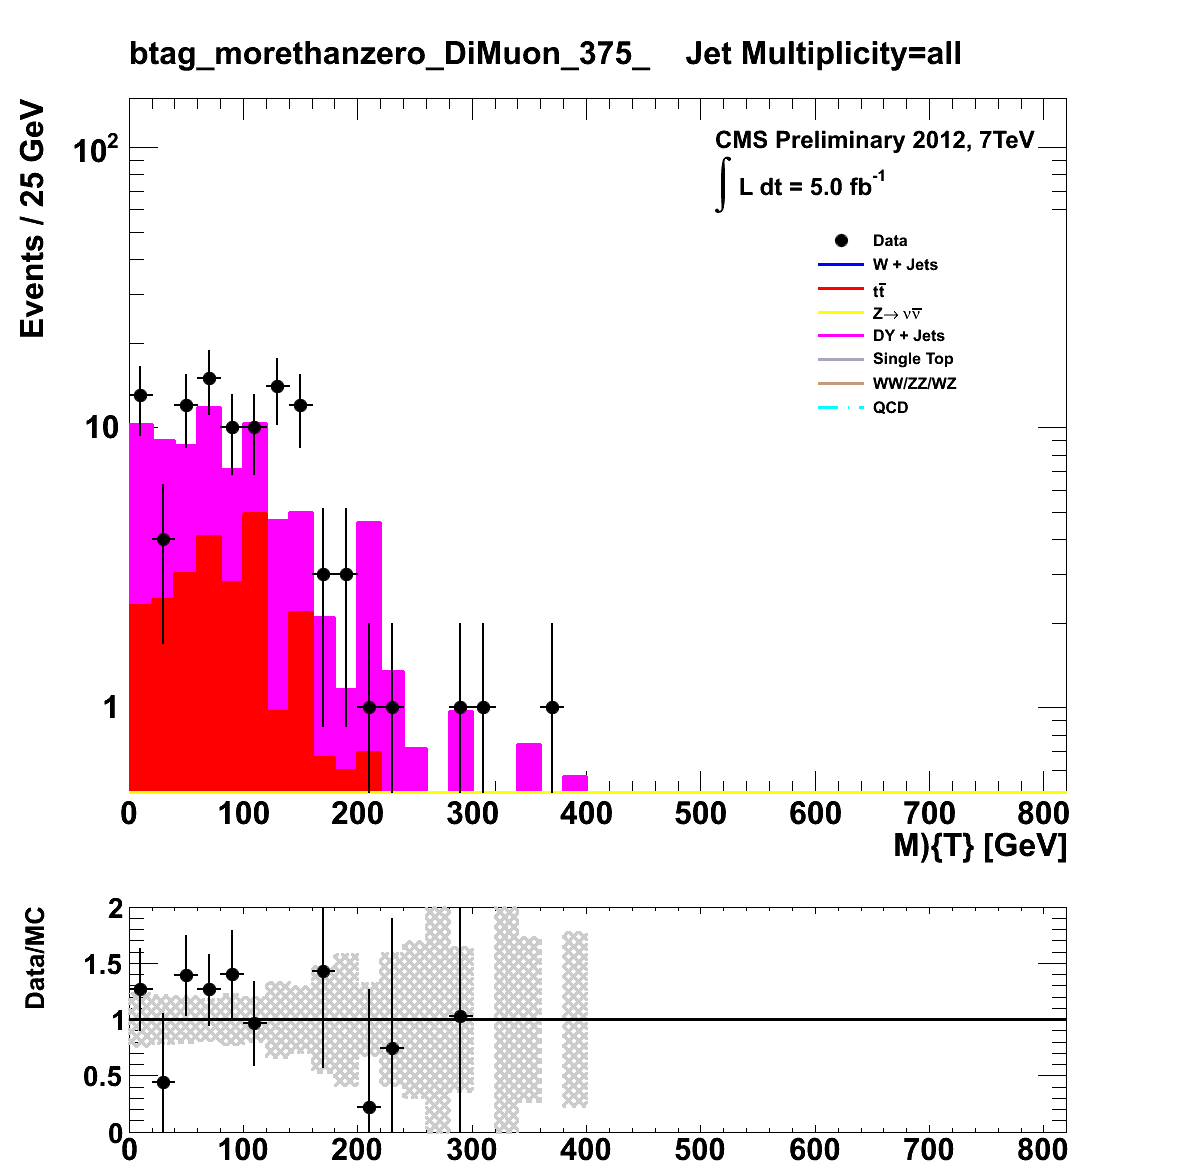 btag_morethanzero_DiMuon_375_ Jet Multiplicity=all
Events / 25 GeV
10²
10
1
CMS Preliminary 2012, 7TeV
∫ L dt = 5.0 fb⁻¹
Data
W + Jets
tt̅
Z→ νν̅
DY + Jets
Single Top
WW/ZZ/WZ
QCD
0 100 200 300 400 500 600 700 800
M){T} [GeV]
Data/MC
2
1.5
1
0.5
0
0 100 200 300 400 500 600 700 800